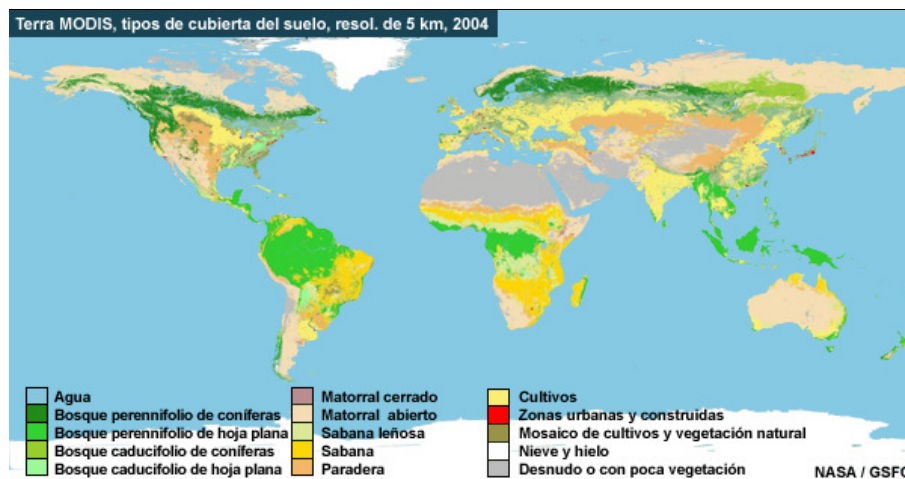 Terra MODIS, tipos de cubierta del suelo, resol. de 5 km, 2004
Agua
Bosque perennifolio de coníferas
Bosque perennifolio de hoja plana
Bosque caducifolio de coníferas
Bosque caducifolio de hoja plana
Matorral cerrado
Matorral abierto
Sabana leñosa
Sabana
Paradera
Cultivos
Zonas urbanas y construidas
Mosaico de cultivos y vegetación natural
Nieve y hielo
Desnudo o con poca vegetación
NASA / GSFC